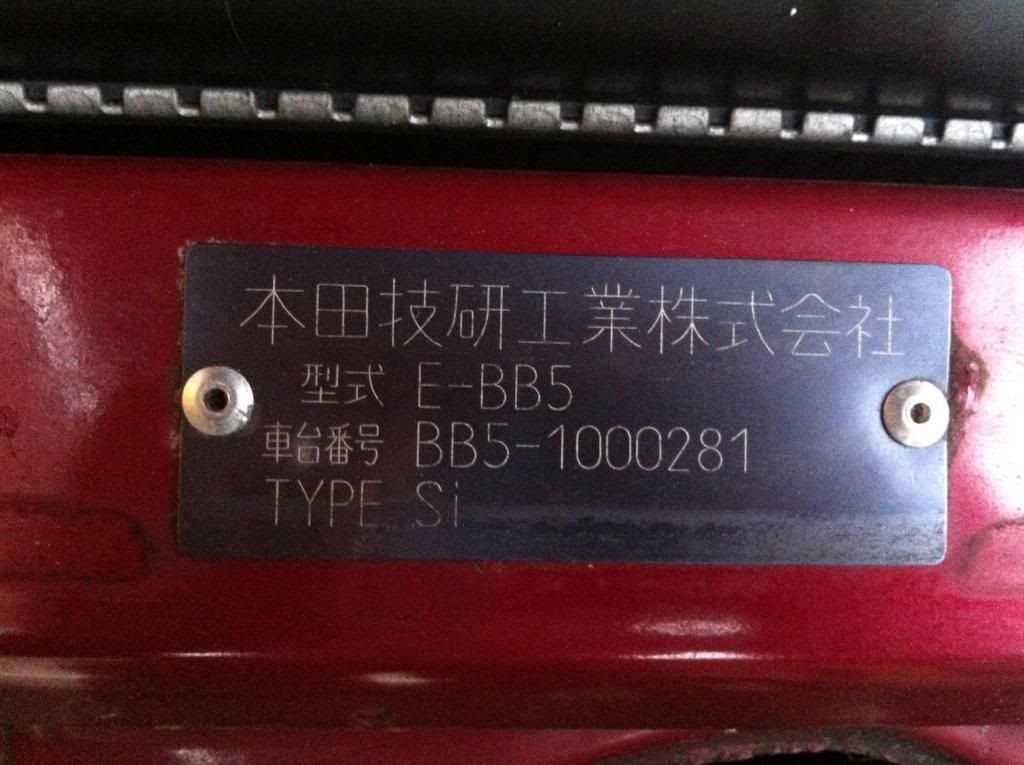 本田技研工業株式会社
型式 E-BB5
車台番号 BB5-1000281
TYPE Si